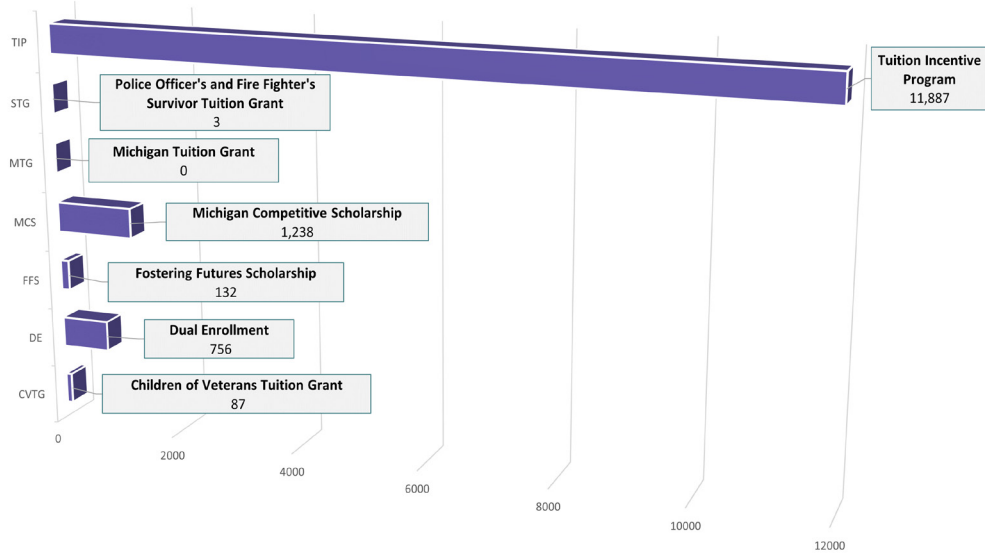 TIP
Tuition Incentive
Program
11,887
STG
Police Officer's and Fire Fighter's
Survivor Tuition Grant
3
MTG
Michigan Tuition Grant
0
MCS
Michigan Competitive Scholarship
1,238
FFS
Fostering Futures Scholarship
132
DE
Dual Enrollment
756
CVTG
Children of Veterans Tuition Grant
87
0
2000
4000
6000
8000
10000
12000